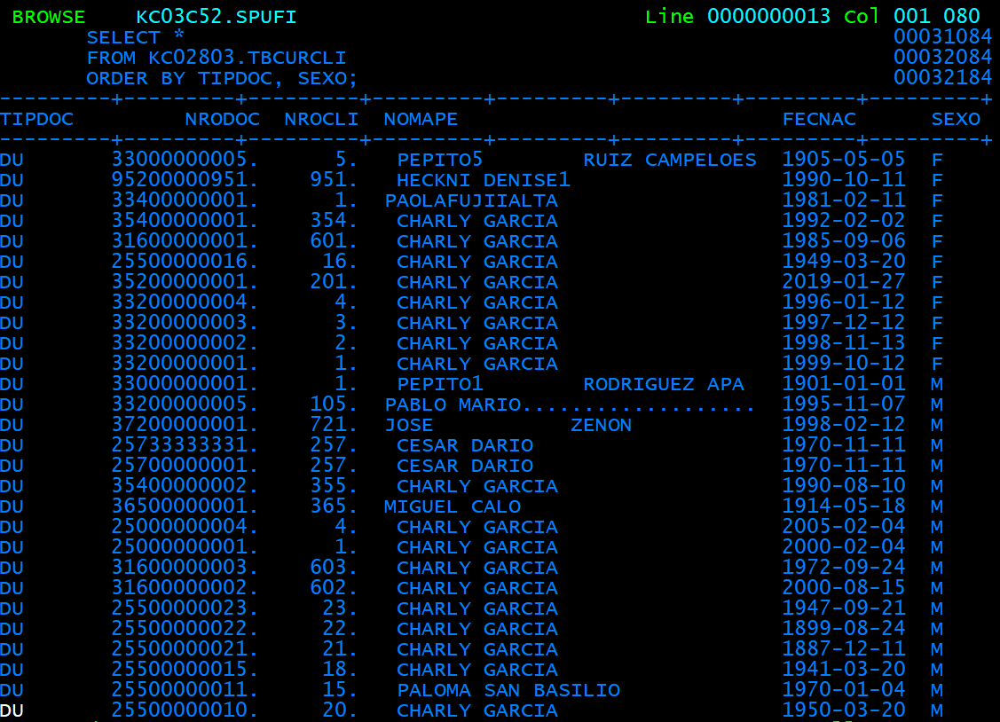 BROWSE    KC03C52.SPUFI                            Line 0000000013 Col 001 080
       SELECT *                                                         00031084
       FROM KC02803.TBCURCLI                                            00032084
       ORDER BY TIPDOC, SEXO;                                           00032184
---------+---------+---------+---------+---------+---------+---------+---------+
TIPDOC         NRODOC  NROCLI  NOMAPE                          FECNAC      SEXO
---------+---------+---------+---------+---------+---------+---------+---------+
DU       33000000005.      5.   PEPITO5        RUIZ CAMPELOES  1905-05-05  F
DU       95200000951.    951.   HECKNI DENISE1                 1990-10-11  F
DU       33400000001.      1.  PAOLAFUJIIALTA                  1981-02-11  F
DU       35400000001.    354.   CHARLY GARCIA                  1992-02-02  F
DU       31600000001.    601.   CHARLY GARCIA                  1985-09-06  F
DU       25500000016.     16.   CHARLY GARCIA                  1949-03-20  F
DU       35200000001.    201.   CHARLY GARCIA                  2019-01-27  F
DU       33200000004.      4.   CHARLY GARCIA                  1996-01-12  F
DU       33200000003.      3.   CHARLY GARCIA                  1997-12-12  F
DU       33200000002.      2.   CHARLY GARCIA                  1998-11-13  F
DU       33200000001.      1.   CHARLY GARCIA                  1999-10-12  F
DU       33000000001.      1.   PEPITO1        RODRIGUEZ APA   1901-01-01  M
DU       33200000005.    105.  PABLO MARIO...................  1995-11-07  M
DU       37200000001.    721.  JOSE           ZENON            1998-02-12  M
DU       25733333331.    257.   CESAR DARIO                    1970-11-11  M
DU       25700000001.    257.   CESAR DARIO                    1970-11-11  M
DU       35400000002.    355.   CHARLY GARCIA                  1990-08-10  M
DU       36500000001.    365.  MIGUEL CALO                     1914-05-18  M
DU       25000000004.      4.   CHARLY GARCIA                  2005-02-04  M
DU       25000000001.      1.   CHARLY GARCIA                  2000-02-04  M
DU       31600000003.    603.   CHARLY GARCIA                  1972-09-24  M
DU       31600000002.    602.   CHARLY GARCIA                  2000-08-15  M
DU       25500000023.     23.   CHARLY GARCIA                  1947-09-21  M
DU       25500000022.     22.   CHARLY GARCIA                  1899-08-24  M
DU       25500000021.     21.   CHARLY GARCIA                  1887-12-11  M
DU       25500000015.     18.   CHARLY GARCIA                  1941-03-20  M
DU       25500000011.     15.   PALOMA SAN BASILIO             1970-01-04  M
DU       25500000010.     20.   CHARLY GARCIA                  1950-03-20  M